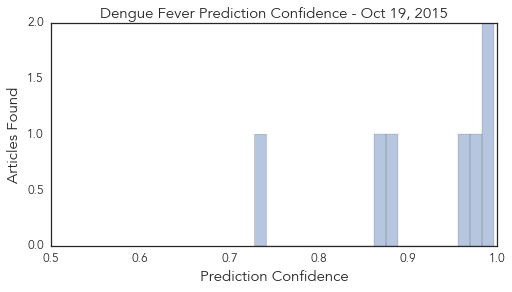 Dengue Fever Prediction Confidence - Oct 19, 2015
Articles Found
2.0
1.5
1.0
0.5
0.0
0.5 0.6 0.7 0.8 0.9 1.0
Prediction Confidence